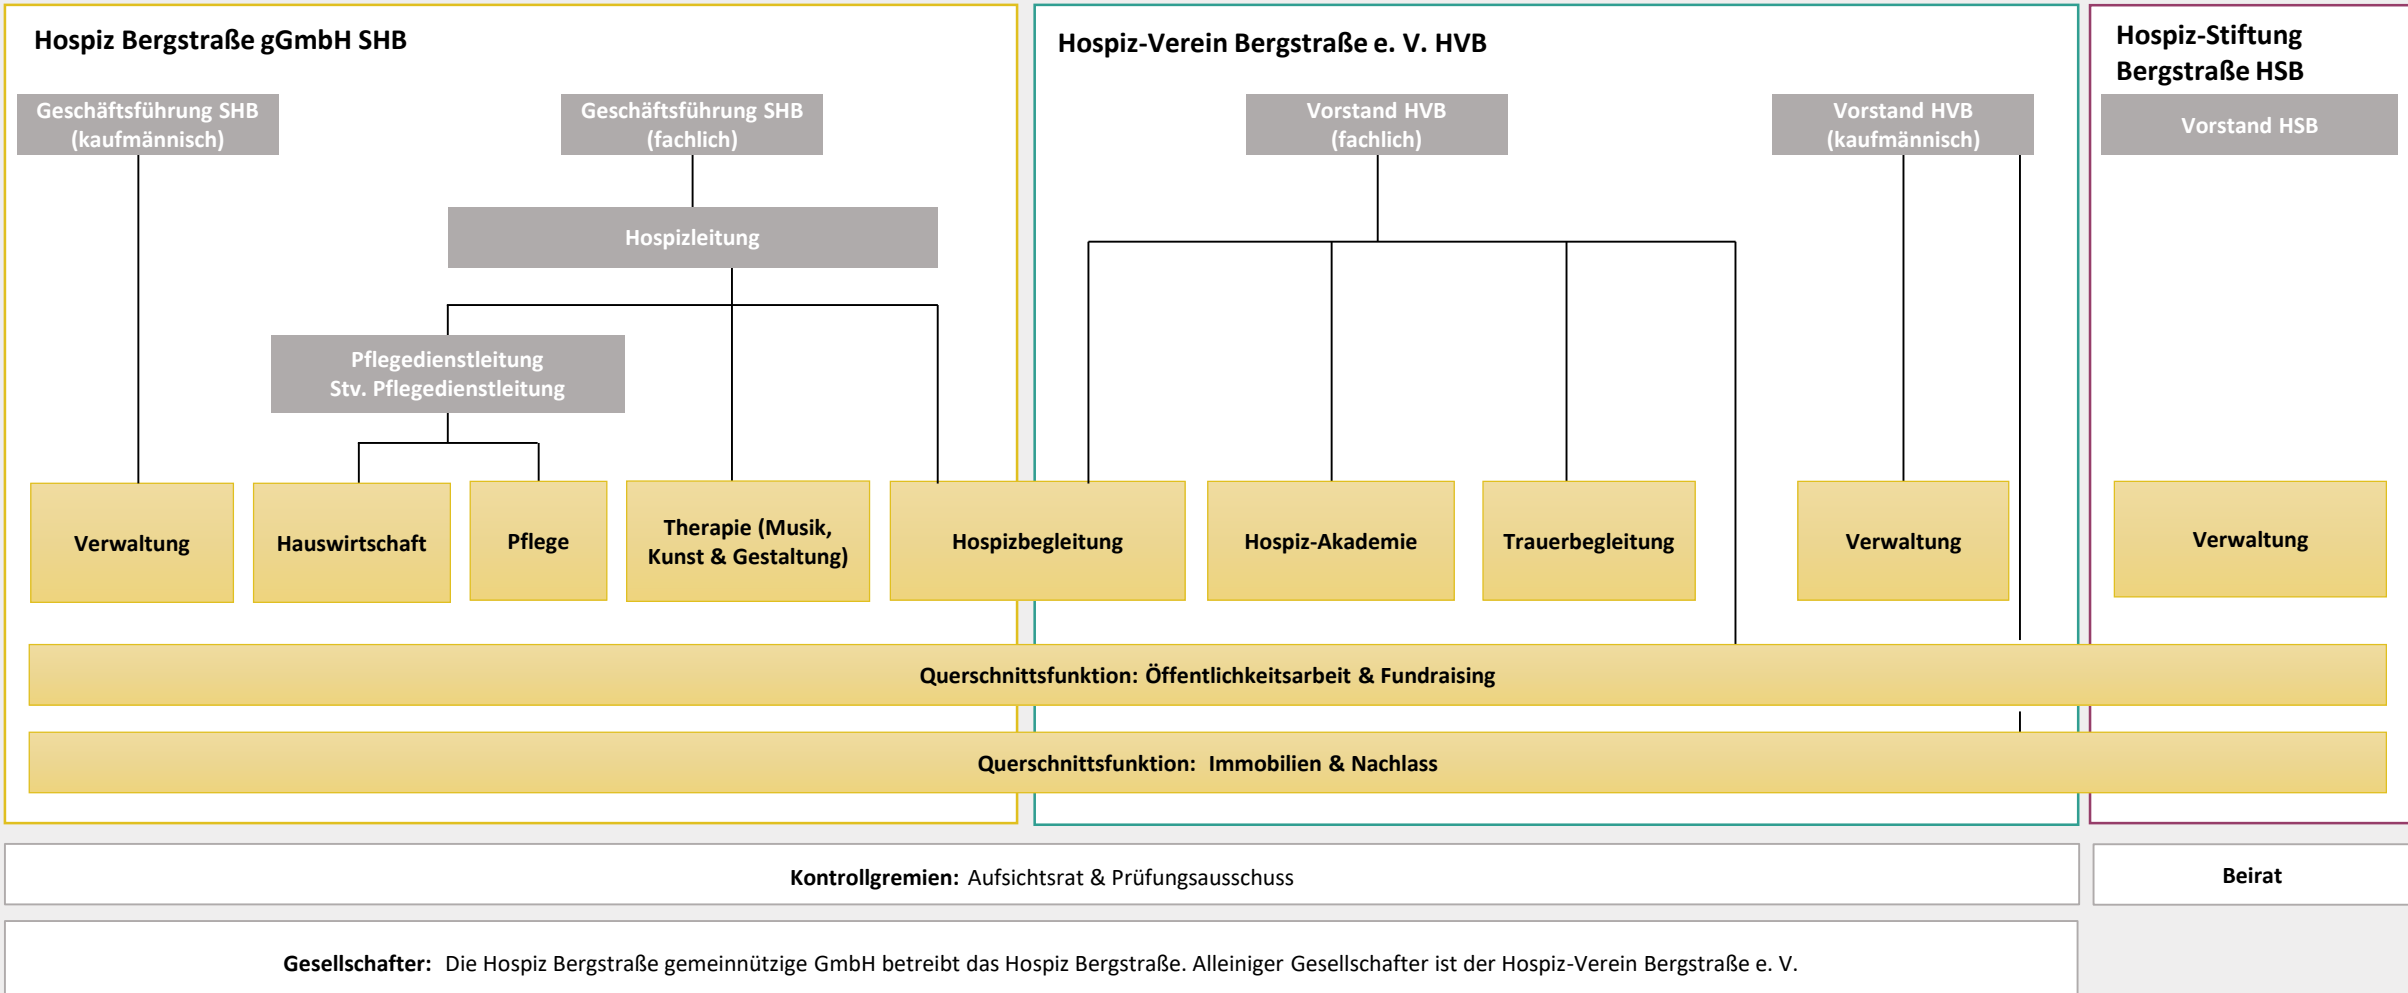 Hospiz Bergstraße gGmbH SHB
Hospiz-Verein Bergstraße e. V. HVB
Hospiz-Stiftung
Bergstraße HSB
Geschäftsführung SHB
(kaufmännisch)
Geschäftsführung SHB
(fachlich)
Vorstand HVB
(fachlich)
Vorstand HVB
(kaufmännisch)
Vorstand HSB
Hospizleitung
Pflegedienstleitung
Stv. Pflegedienstleitung
Verwaltung
Hauswirtschaft
Pflege
Therapie (Musik,
Kunst & Gestaltung)
Hospizbegleitung
Hospiz-Akademie
Trauerbegleitung
Verwaltung
Verwaltung
Querschnittsfunktion: Öffentlichkeitsarbeit & Fundraising
Querschnittsfunktion: Immobilien & Nachlass
Kontrollgremien: Aufsichtsrat & Prüfungsausschuss
Beirat
Gesellschafter: Die Hospiz Bergstraße gemeinnützige GmbH betreibt das Hospiz Bergstraße. Alleiniger Gesellschafter ist der Hospiz-Verein Bergstraße e. V.